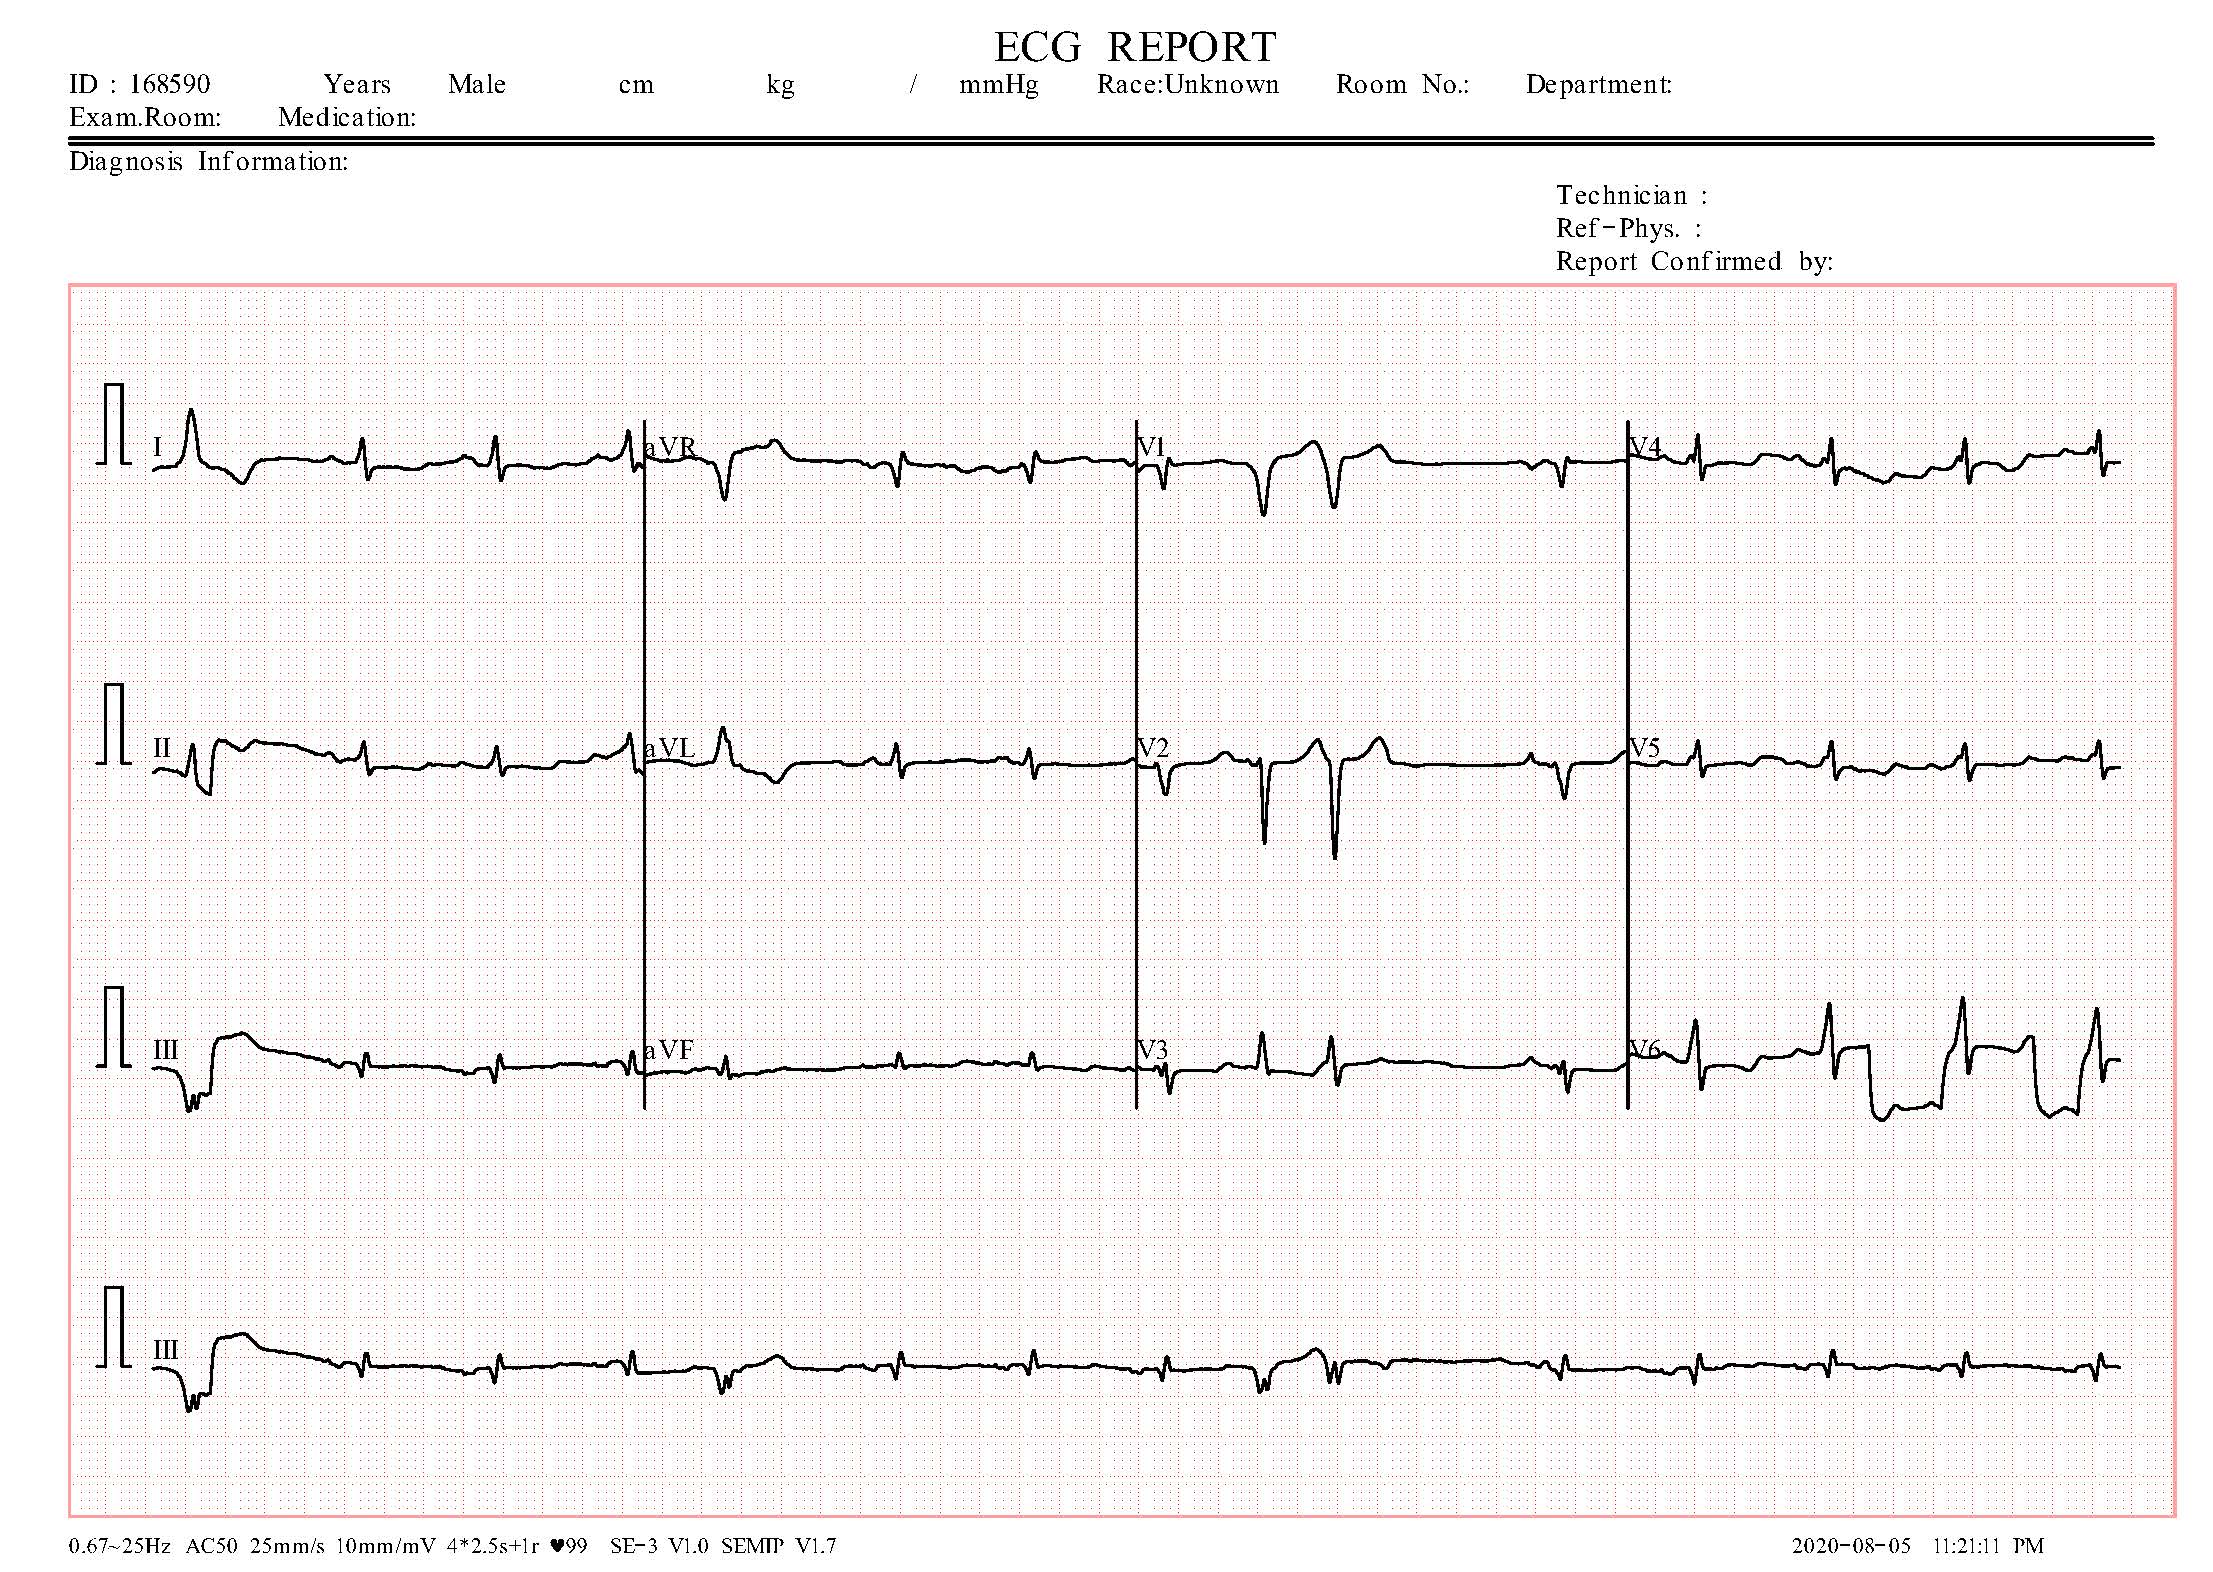 ECG REPORT
ID : 168590 Years Male cm kg / mmHg Race:Unknown Room No.: Department:
Exam.Room: Medication:
Diagnosis Information:
Technician :
Ref-Phys. :
Report Confirmed by:
I aVR V1 V4
II aVL V2 V5
III aVF V3 V6
III
0.67~25Hz AC50 25mm/s 10mm/mV 4*2.5s+1r ♥99 SE-3 V1.0 SEMIP V1.7 2020-08-05 11:21:11 PM